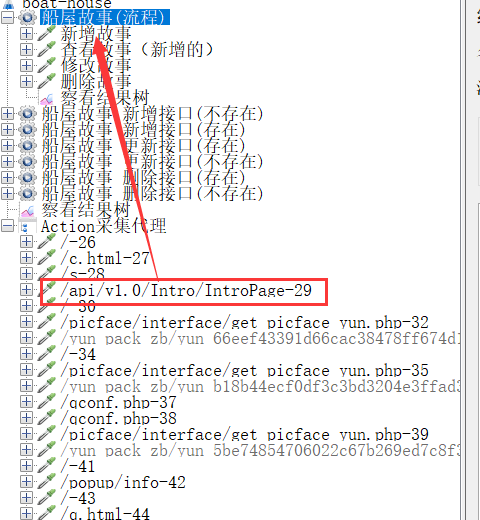 boat-house
船屋故事(流程)
新增故事
查看故事（新增的）
修改故事
删除故事
察看结果树
船屋故事 新增接口(不存在)
船屋故事 新增接口(存在)
船屋故事 更新接口(存在)
船屋故事 更新接口(不存在)
船屋故事 删除接口(存在)
船屋故事 删除接口(不存在)
察看结果树
Action采集代理
/-26
/c.html-27
/s-28
/api/v1.0/Intro/IntroPage-29
/-30
/picface/interface/get_picface_yun.php-32
/yun_pack_zb/yun_66eef43391d66cac38478ff674d1
/-34
/picface/interface/get_picface_yun.php-35
/yun_pack_zb/yun_b18b44ecf0df3c3bd3204e3ffad3
/qconf.php-37
/qconf.php-38
/picface/interface/get_picface_yun.php-39
/yun_pack_zb/yun_5be74854706022c67b269ed7c8f3
/-41
/popup/info-42
/-43
/q.html-44